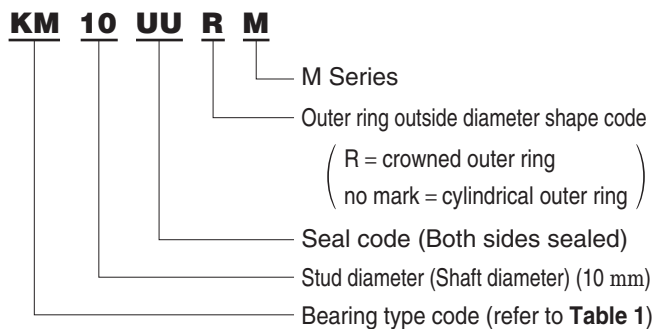 KM 10 UU R M
M Series
Outer ring outside diameter shape code
( R = crowned outer ring
no mark = cylindrical outer ring )
Seal code (Both sides sealed)
Stud diameter (Shaft diameter) (10 mm)
Bearing type code (refer to Table 1)